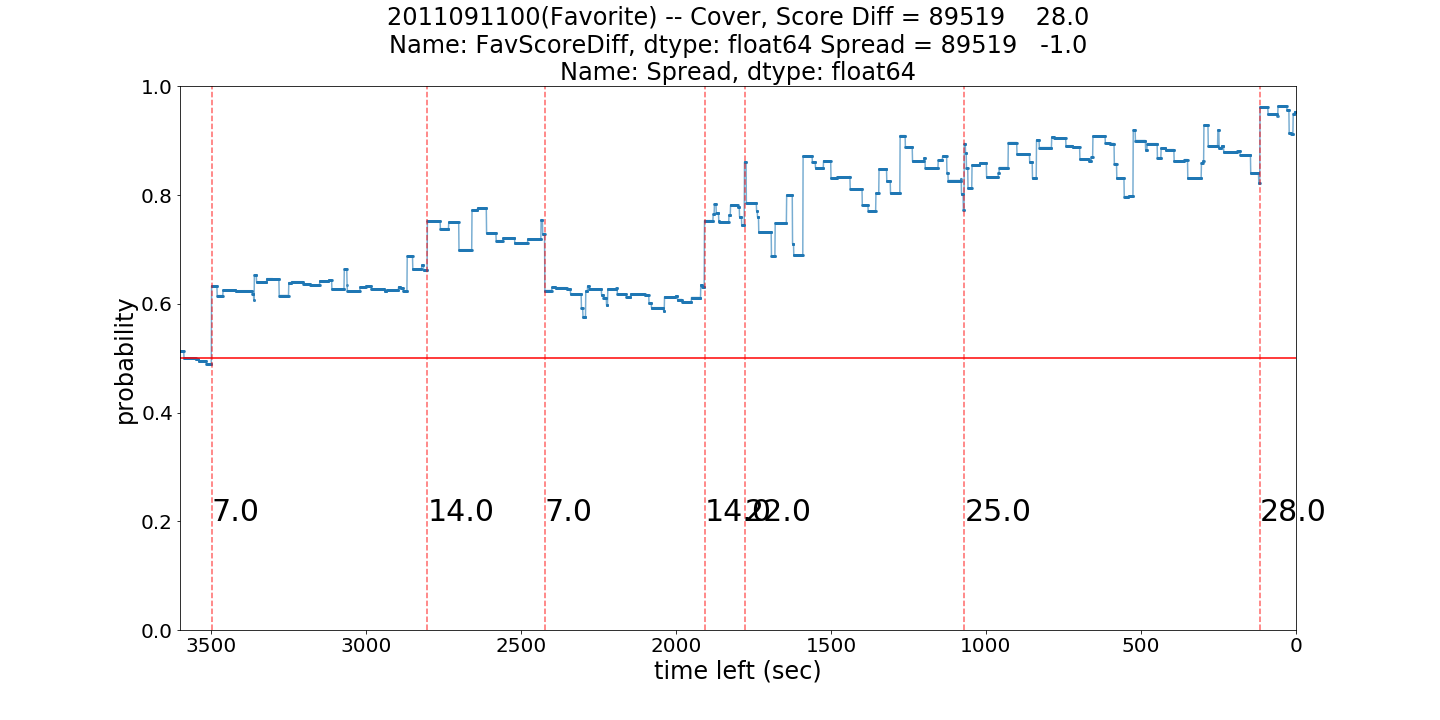 2011091100(Favorite) -- Cover, Score Diff = 89519    28.0
Name: FavScoreDiff, dtype: float64 Spread = 89519   -1.0
Name: Spread, dtype: float64
1.0
0.8
0.6
0.4
0.2
0.0
probability
7.0
14.0
7.0
14.0
22.0
25.0
28.0
3500 3000 2500 2000 1500 1000 500 0
time left (sec)